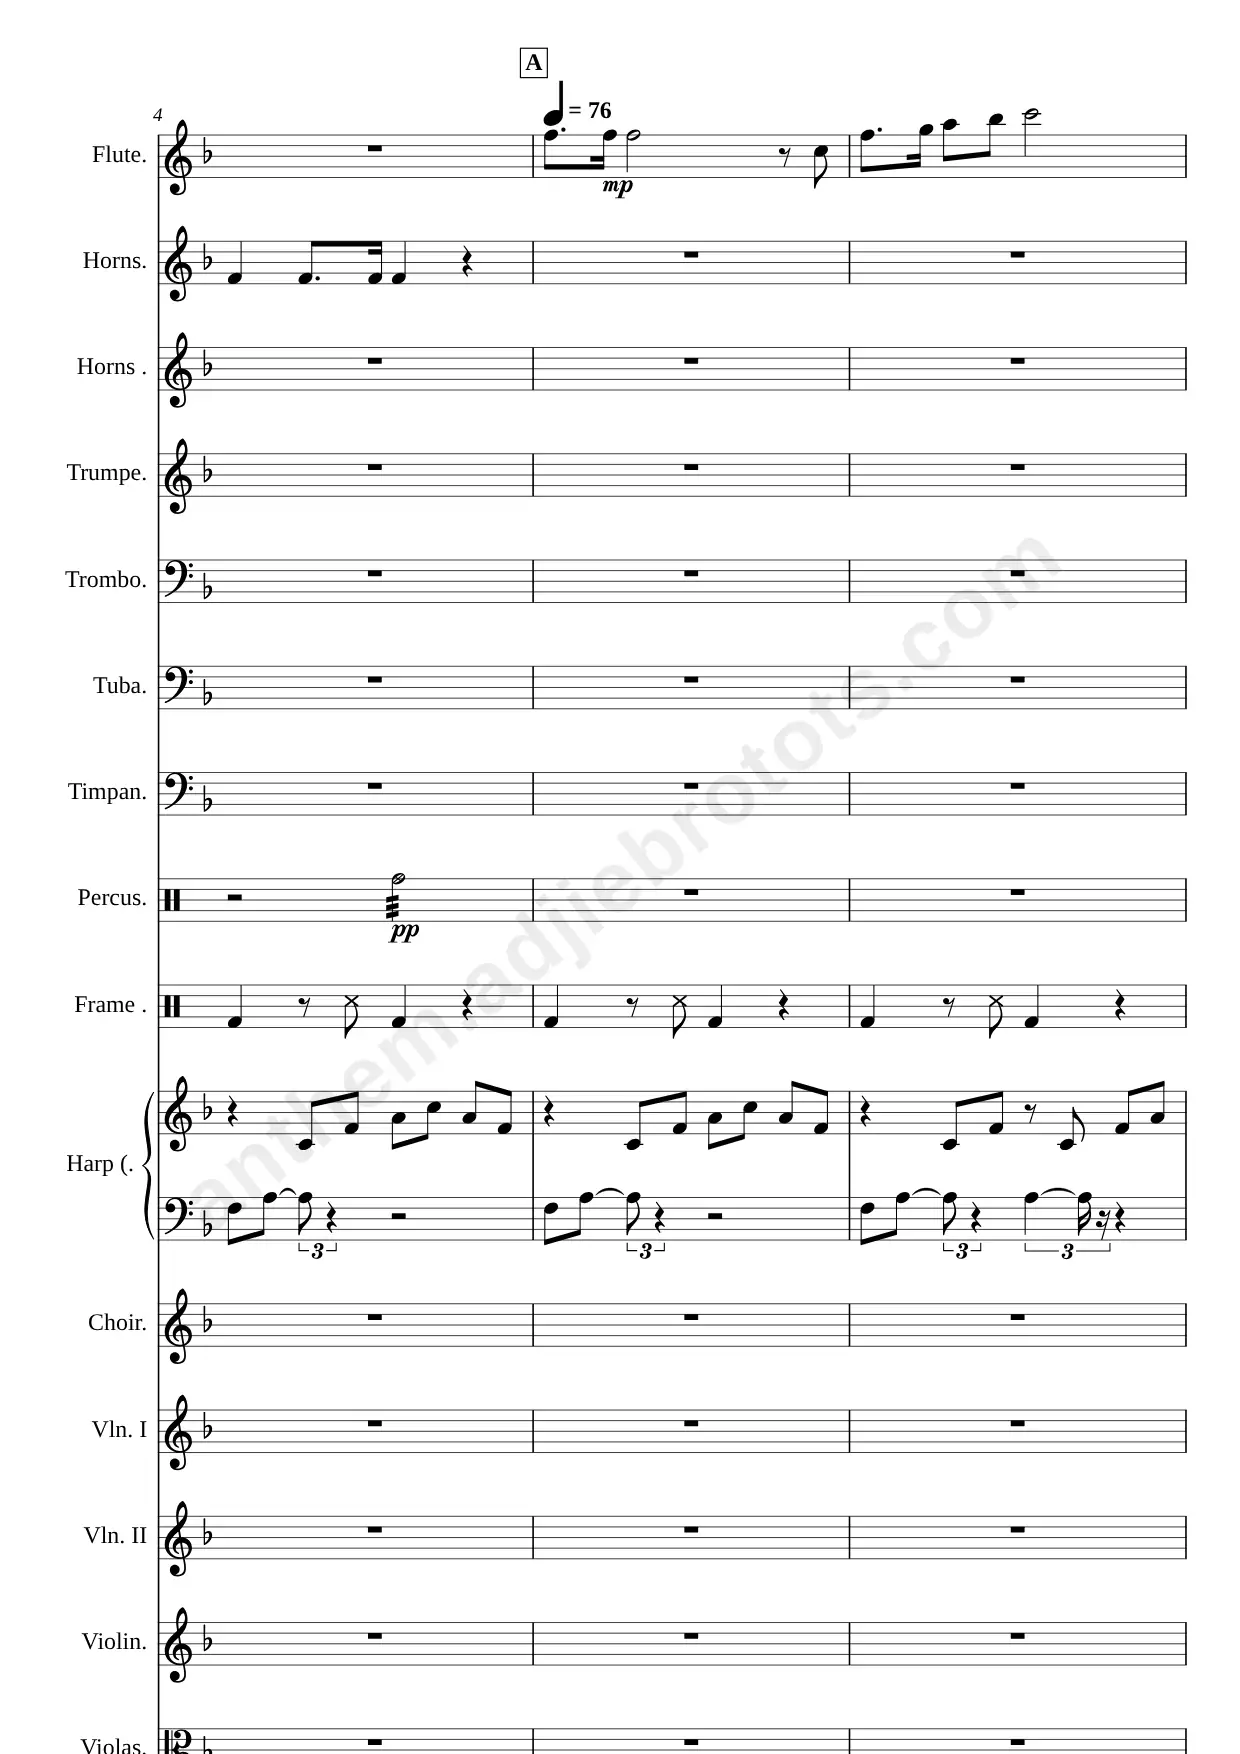 A
4
= 76
Flute.
mp
Horns.
Horns .
Trumpe.
Trombo.
Tuba.
Timpan.
Percus.
pp
Frame .
Harp (.
3 3 3 3
Choir.
Vln. I
Vln. II
Violin.
Violas.
anthem.adjiebrotots.com